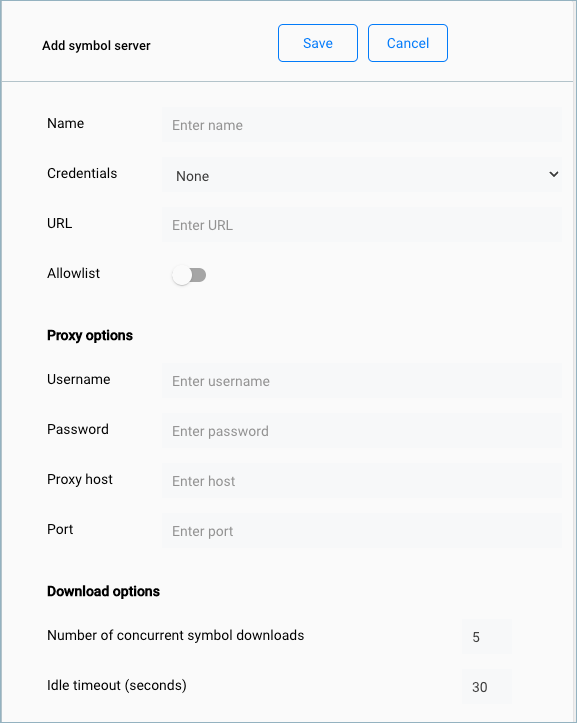 Add symbol server
Save
Cancel
Name
Enter name
Credentials
None
URL
Enter URL
Allowlist
Proxy options
Username
Enter username
Password
Enter password
Proxy host
Enter host
Port
Enter port
Download options
Number of concurrent symbol downloads
5
Idle timeout (seconds)
30